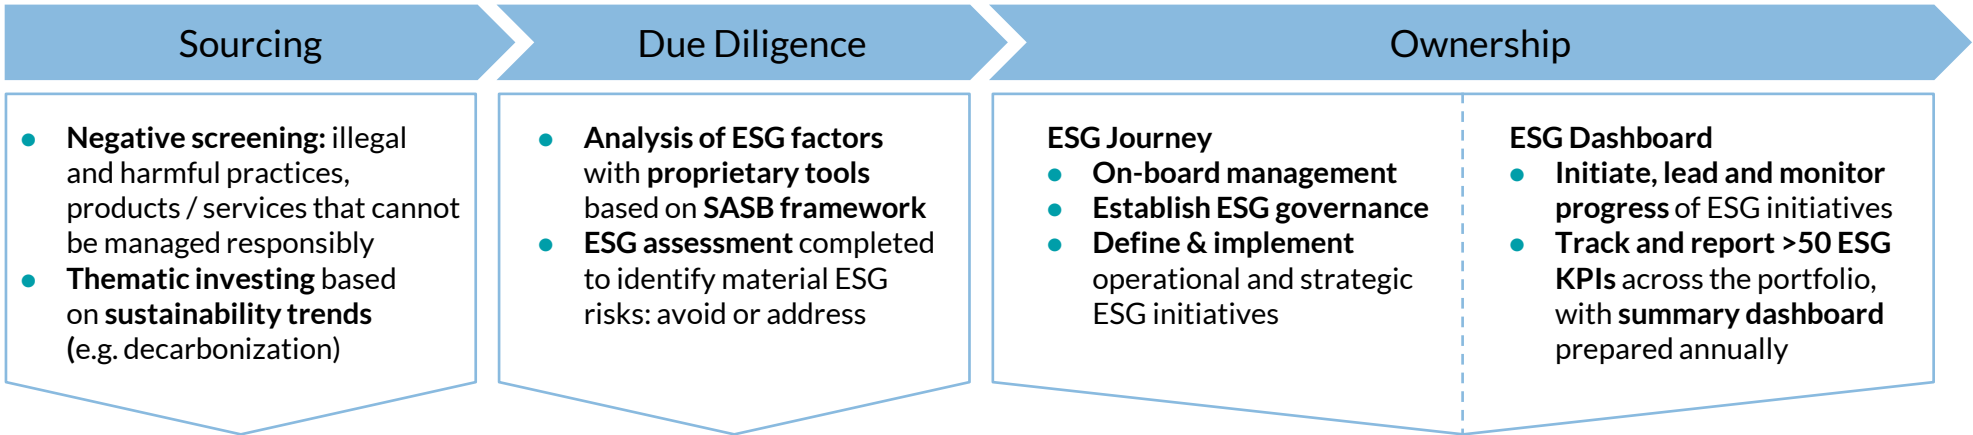 Sourcing
Due Diligence
Ownership
Negative screening: illegal
and harmful practices,
products / services that cannot
be managed responsibly
Thematic investing based
on sustainability trends
(e.g. decarbonization)
Analysis of ESG factors
with proprietary tools
based on SASB framework
ESG assessment completed
to identify material ESG
risks: avoid or address
ESG Journey
On-board management
Establish ESG governance
Define & implement
operational and strategic
ESG initiatives
ESG Dashboard
Initiate, lead and monitor
progress of ESG initiatives
Track and report >50 ESG
KPIs across the portfolio,
with summary dashboard
prepared annually